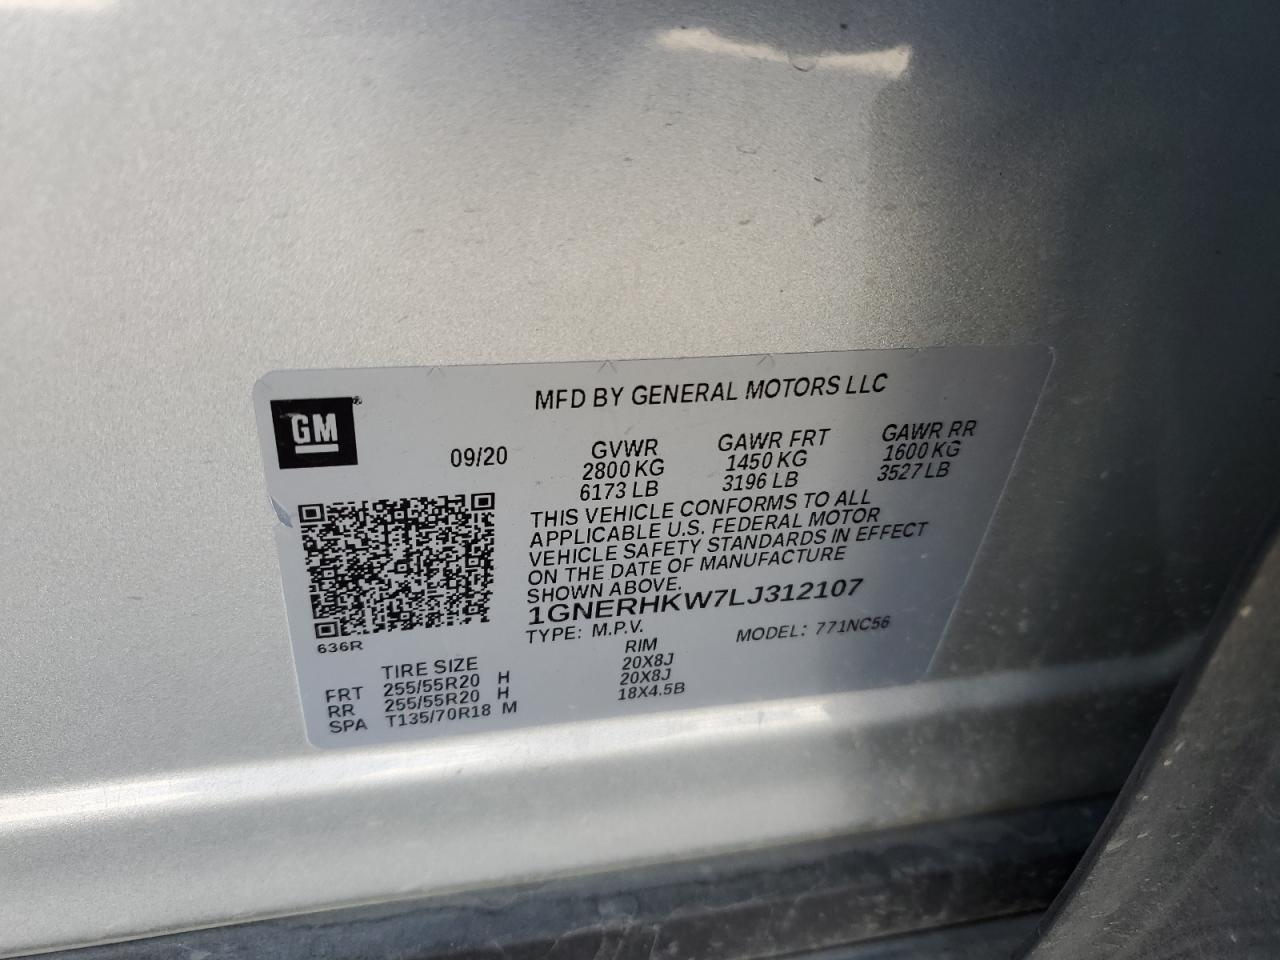 GM
®
MFD BY GENERAL MOTORS LLC
09/20
GVWR GAWR FRT GAWR RR
2800 KG 1450 KG 1600 KG
6173 LB 3196 LB 3527 LB
THIS VEHICLE CONFORMS TO ALL
APPLICABLE U.S. FEDERAL MOTOR
VEHICLE SAFETY STANDARDS IN EFFECT
ON THE DATE OF MANUFACTURE
SHOWN ABOVE.
1GNERHKW7LJ312107
TYPE: M.P.V. MODEL: 771NC56
636R
TIRE SIZE RIM
FRT 255/55R20 H 20X8J
RR 255/55R20 H 20X8J
SPA T135/70R18 M 18X4.5B